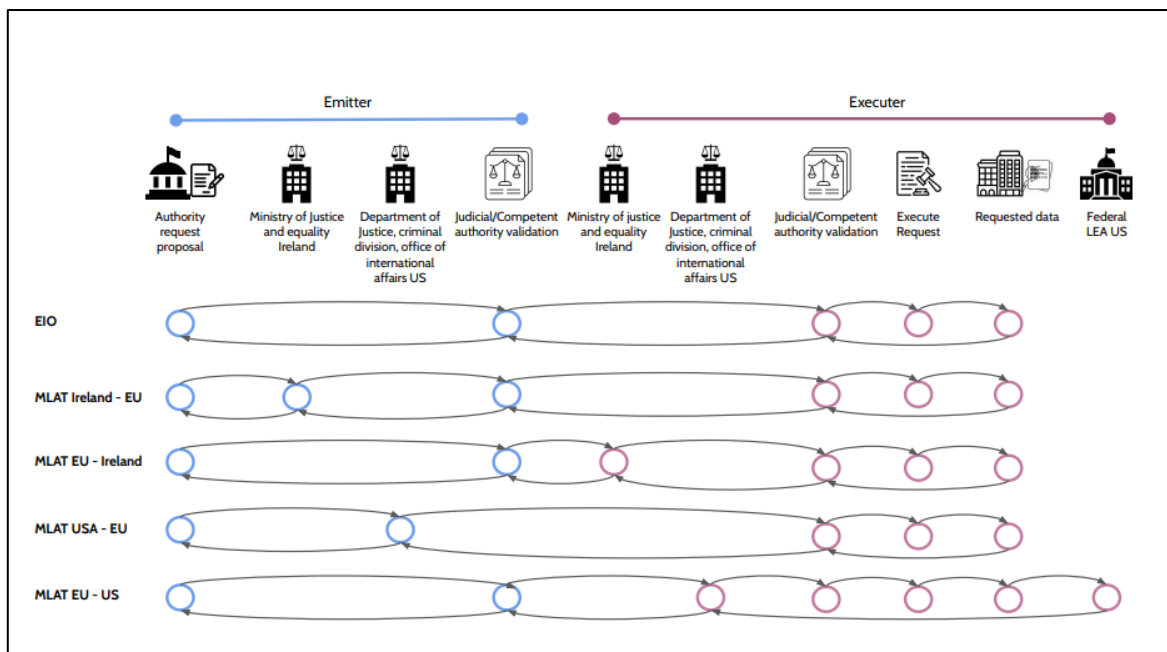 Emitter
Executer
Authority
request
proposal
Ministry of Justice
and equality
Ireland
Department of
Justice, criminal
division, office of
international
affairs US
Judicial/Competent
authority validation
Ministry of justice
and equality
Ireland
Department of
Justice, criminal
division, office of
international
affairs US
Judicial/Competent
authority validation
Execute
Request
Requested data
Federal
LEA US
EIO
MLAT Ireland - EU
MLAT EU - Ireland
MLAT USA - EU
MLAT EU - US